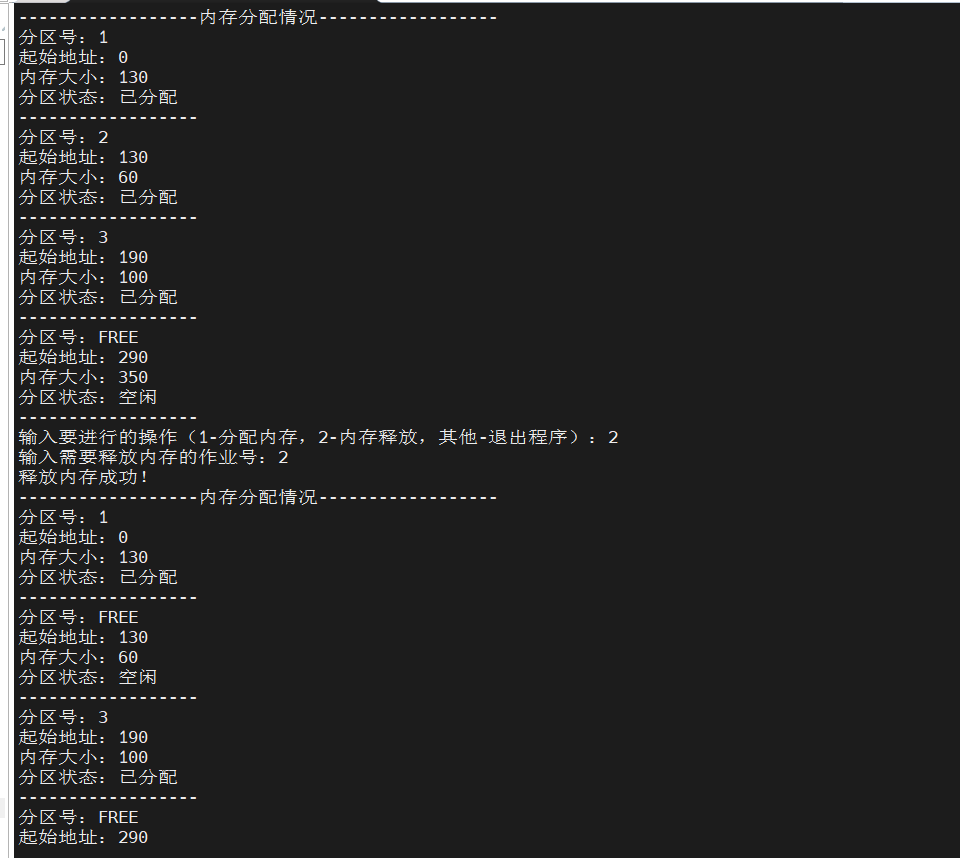 ------------------内存分配情况------------------
分区号：1
起始地址：0
内存大小：130
分区状态：已分配
------------------
分区号：2
起始地址：130
内存大小：60
分区状态：已分配
------------------
分区号：3
起始地址：190
内存大小：100
分区状态：已分配
------------------
分区号：FREE
起始地址：290
内存大小：350
分区状态：空闲
------------------
输入要进行的操作（1-分配内存，2-内存释放，其他-退出程序）：2
输入需要释放内存的作业号：2
释放内存成功！
------------------内存分配情况------------------
分区号：1
起始地址：0
内存大小：130
分区状态：已分配
------------------
分区号：FREE
起始地址：130
内存大小：60
分区状态：空闲
------------------
分区号：3
起始地址：190
内存大小：100
分区状态：已分配
------------------
分区号：FREE
起始地址：290